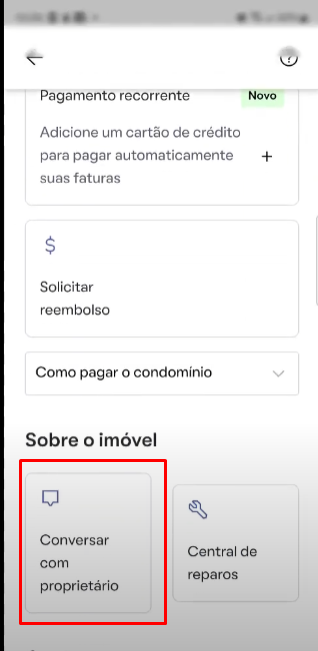 Pagamento recorrente
Novo
Adicione um cartão de crédito
para pagar automaticamente
suas faturas
Solicitar
reembolso
Como pagar o condomínio
Sobre o imóvel
Conversar
com
proprietário
Central de
reparos